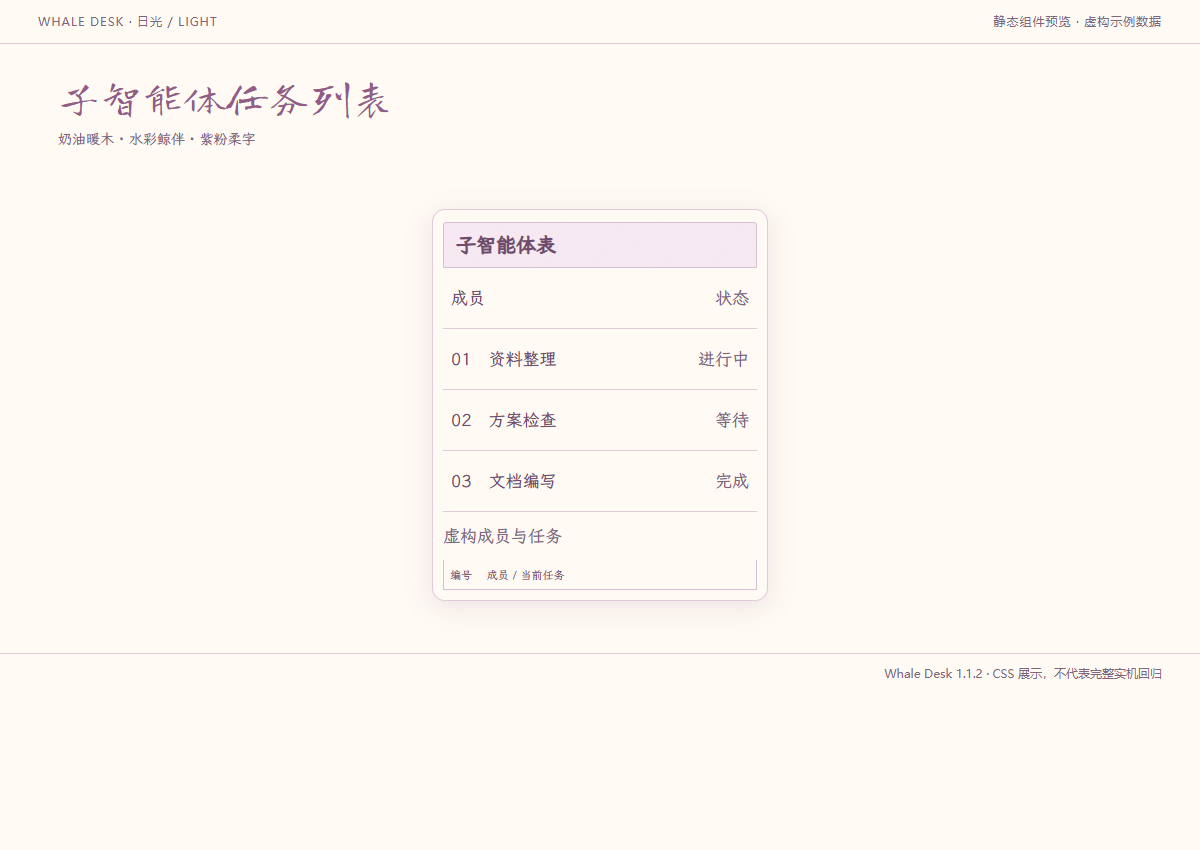 WHALE DESK · 日光 / LIGHT
静态组件预览 · 虚构示例数据
子智能体任务列表
奶油暖木 · 水彩鲸伴 · 紫粉柔字
子智能体表
成员 状态
01 资料整理 进行中
02 方案检查 等待
03 文档编写 完成
虚构成员与任务
编号 成员 / 当前任务
Whale Desk 1.1.2 · CSS 展示，不代表完整实机回归